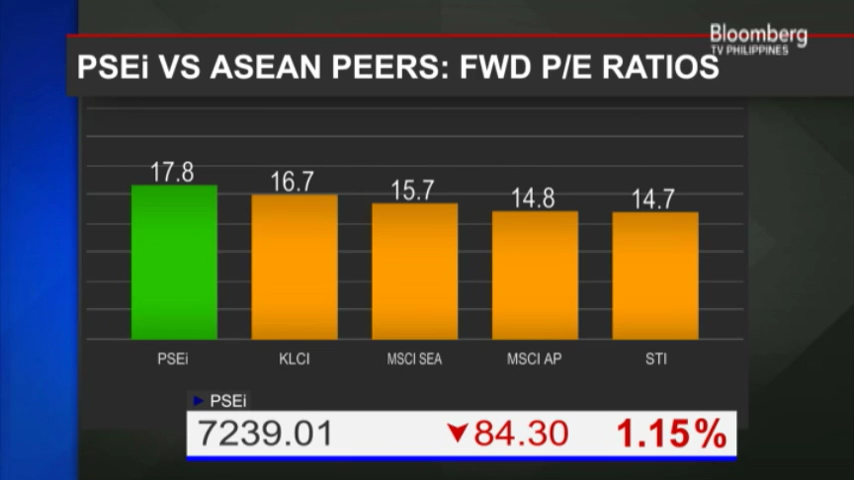 Bloomberg
TV PHILIPPINES
PSEi VS ASEAN PEERS: FWD P/E RATIOS
17.8 16.7 15.7 14.8 14.7
PSEi KLCI MSCI SEA MSCI AP STI
PSEi
7239.01 84.30 1.15%